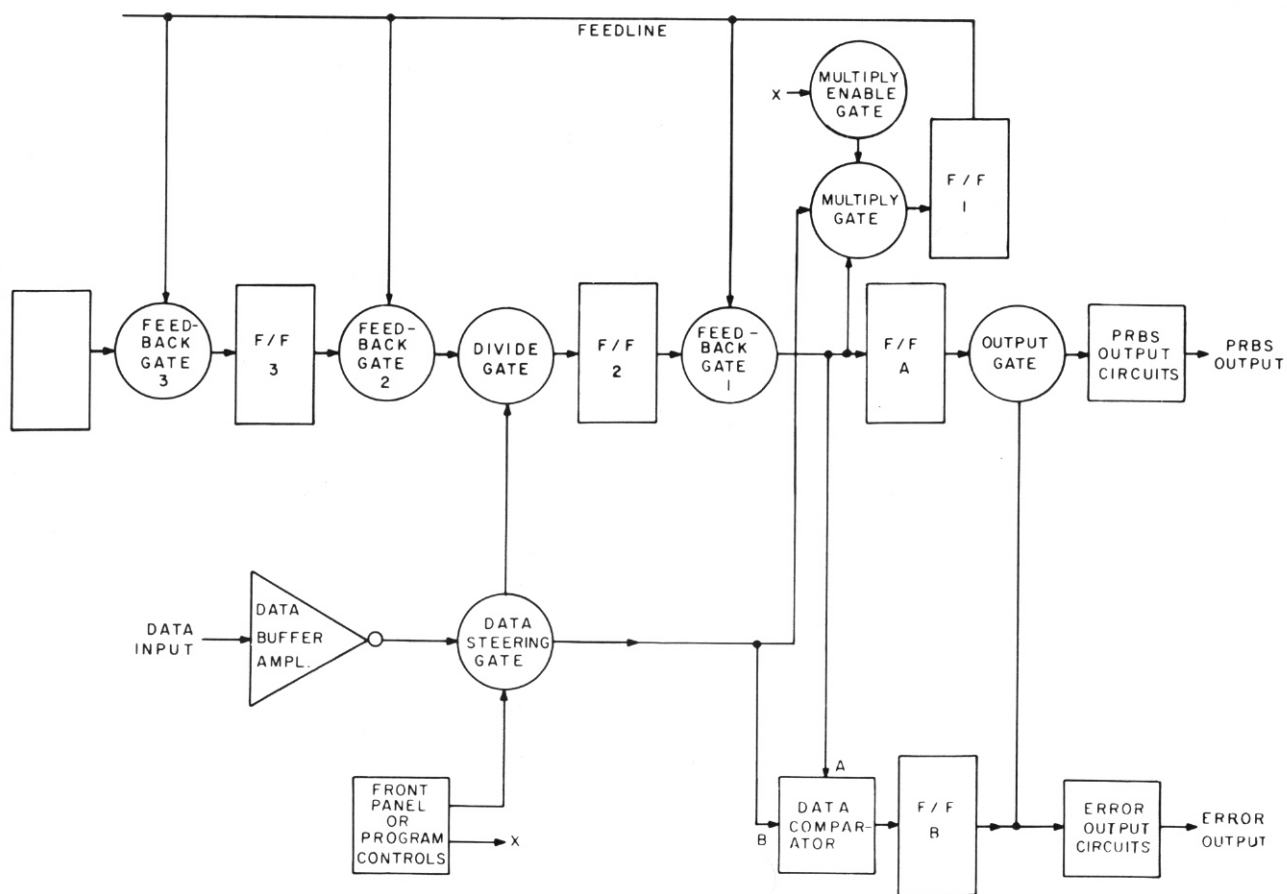 FEEDLINE
MULTIPLY
ENABLE
GATE
X
MULTIPLY
GATE
F/F
1
FEED-
BACK
GATE
3
F/F
3
FEED-
BACK
GATE
2
DIVIDE
GATE
F/F
2
FEED-
BACK
GATE
1
F/F
A
OUTPUT
GATE
PRBS
OUTPUT
CIRCUITS
PRBS
OUTPUT
DATA
INPUT
DATA
BUFFER
AMPL.
DATA
STEERING
GATE
FRONT
PANEL
OR
PROGRAM
CONTROLS
X
A
B
DATA
COMPAR-
ATOR
F/F
B
ERROR
OUTPUT
CIRCUITS
ERROR
OUTPUT